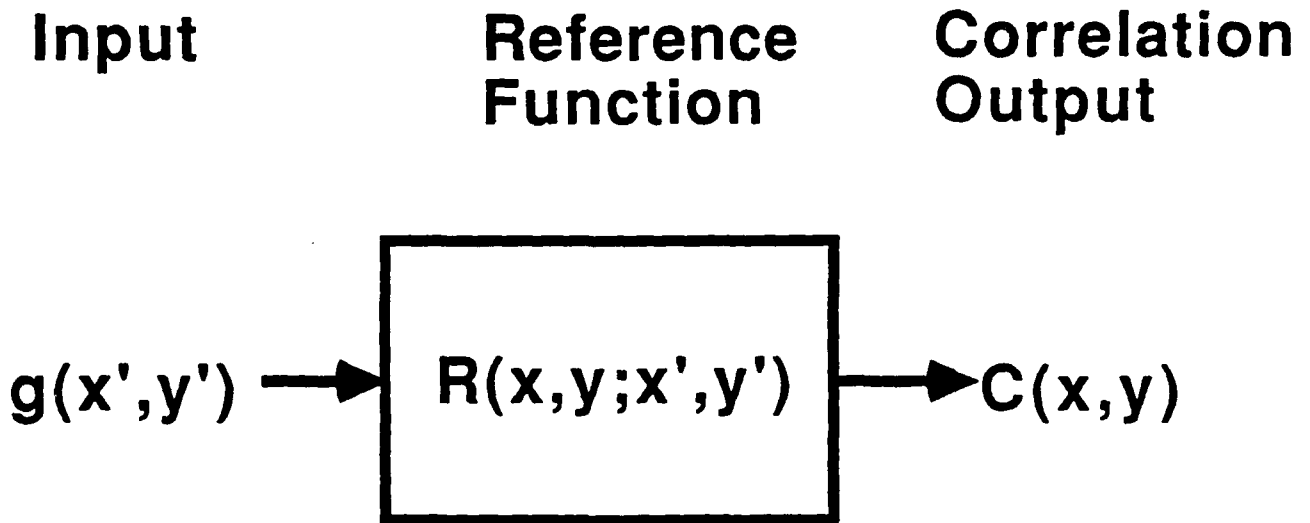 Input
Reference
Function
Correlation
Output
g(x',y')
R(x,y;x',y')
C(x,y)